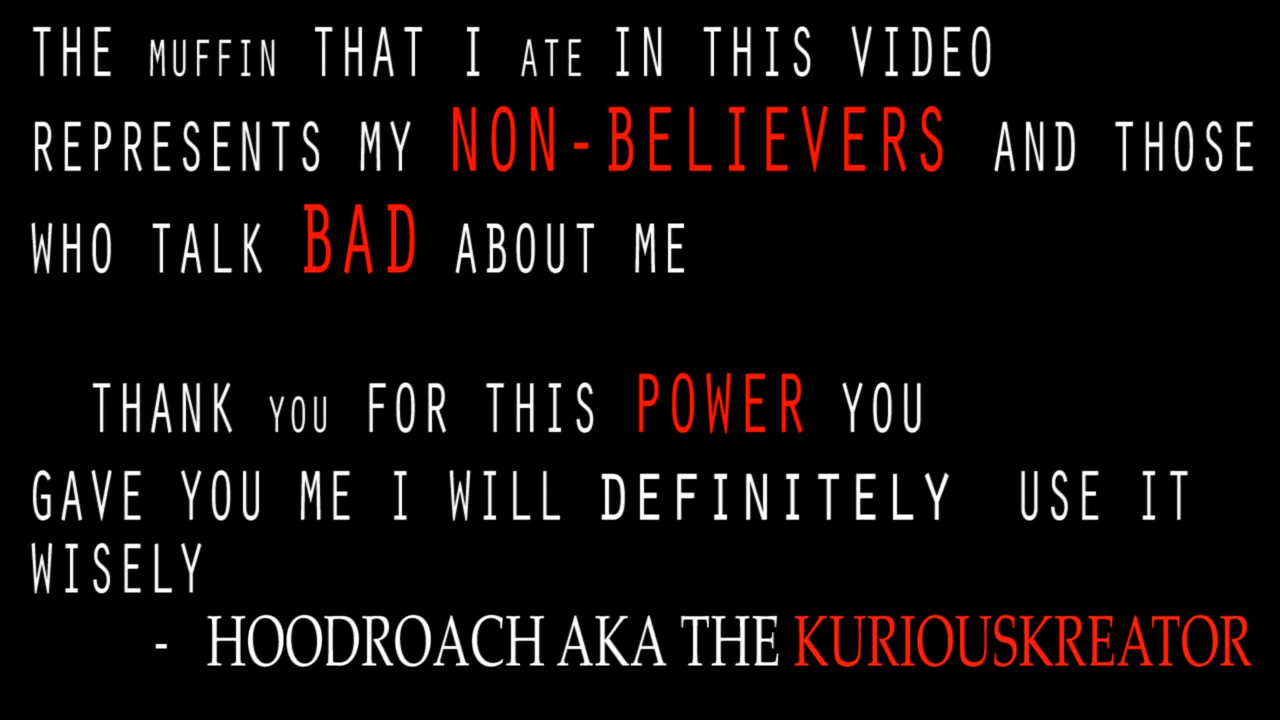 THE MUFFIN THAT I ATE IN THIS VIDEO
REPRESENTS MY NON-BELIEVERS AND THOSE
WHO TALK BAD ABOUT ME
THANK YOU FOR THIS POWER YOU
GAVE YOU ME I WILL DEFINITELY USE IT
WISELY
- HOODROACH AKA THE KURIOUSKREATOR